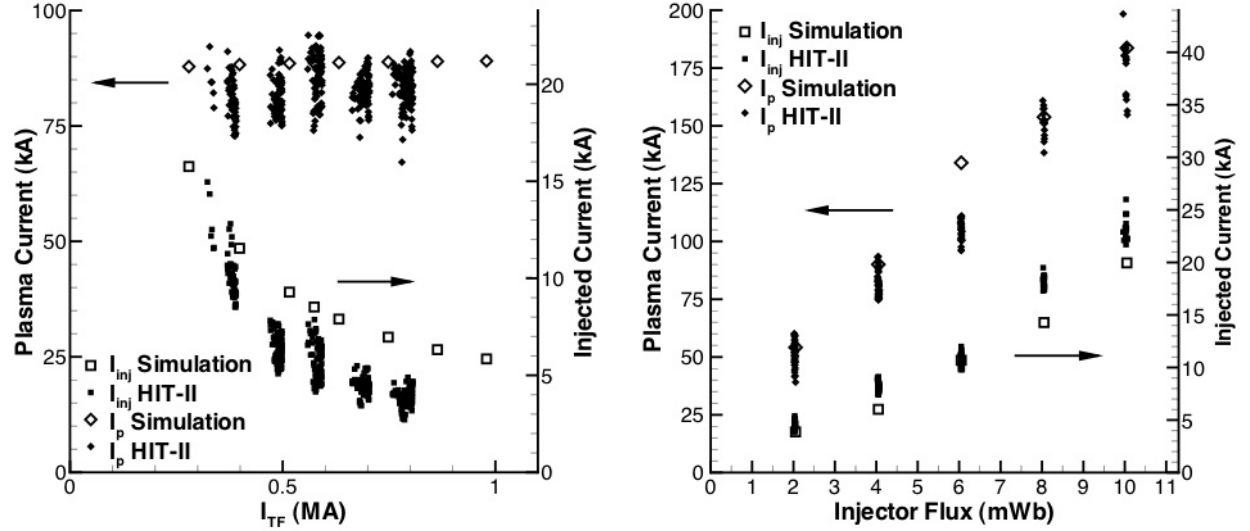 100
75
50
25
0
Plasma Current (kA)
I_inj Simulation
I_inj HIT-II
I_p Simulation
I_p HIT-II
20
15
10
5
0
Injected Current (kA)
0 0.5 1
I_TF (MA)
200
175
150
125
100
75
50
25
0
Plasma Current (kA)
I_inj Simulation
I_inj HIT-II
I_p Simulation
I_p HIT-II
40
35
30
25
20
15
10
5
0
Injected Current (kA)
0 1 2 3 4 5 6 7 8 9 10 11
Injector Flux (mWb)